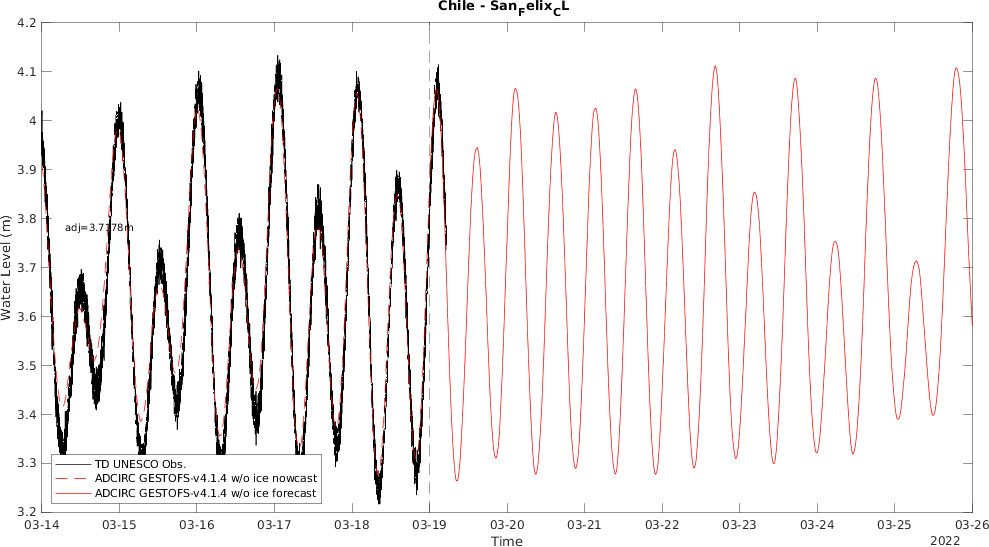 Chile - San_Felix_CL
4.2
4.1
4
3.9
3.8
3.7
3.6
3.5
3.4
3.3
3.2
Water Level (m)
adj=3.7178m
TD UNESCO Obs.
ADCIRC GESTOFS-v4.1.4 w/o ice nowcast
ADCIRC GESTOFS-v4.1.4 w/o ice forecast
03-14 03-15 03-16 03-17 03-18 03-19 03-20 03-21 03-22 03-23 03-24 03-25 03-26
Time
2022